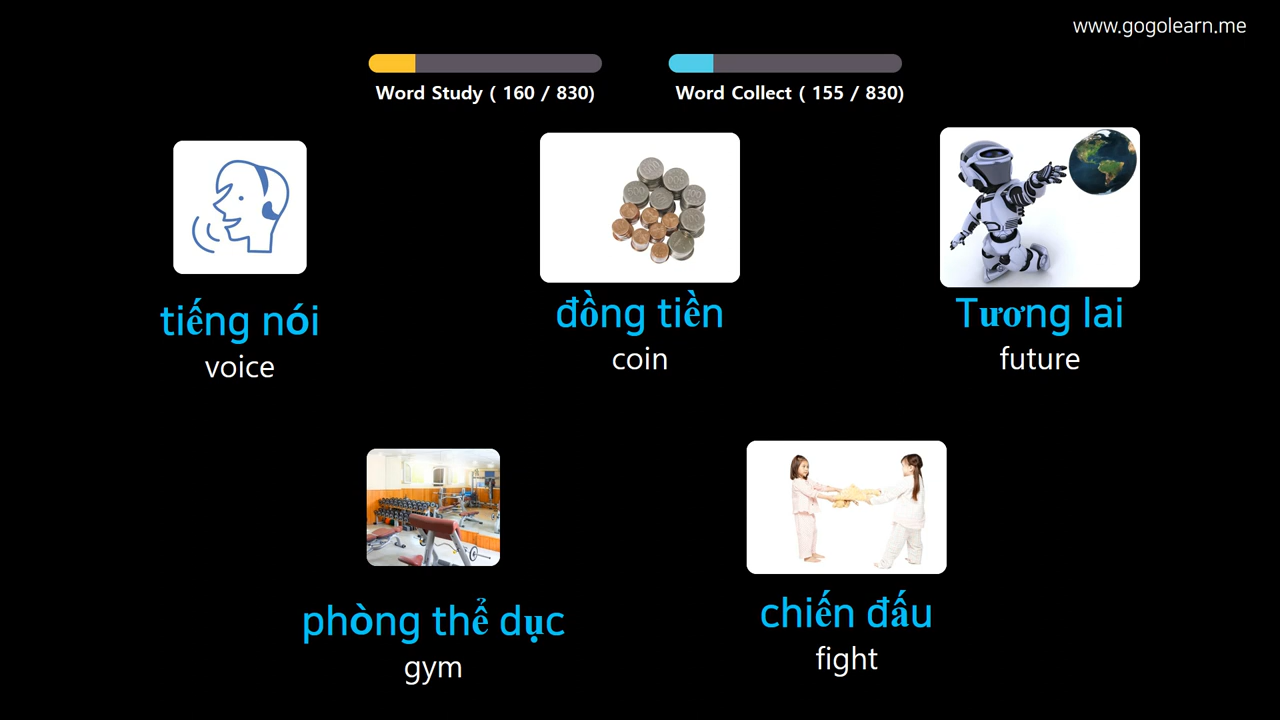 www.gogolearn.me
Word Study ( 160 / 830)
Word Collect ( 155 / 830)
tiếng nói
voice
đồng tiền
coin
Tương lai
future
phòng thể dục
gym
chiến đấu
fight